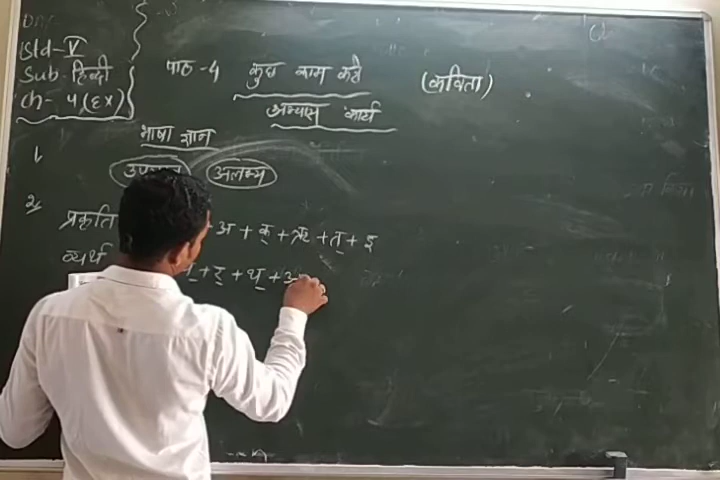 Std-V
Sub-हिन्दी
Ch-4(Ex)
पाठ-4 कुछ काम करो (कविता)
अभ्यास कार्य
भाषा ज्ञान
1.
अलभ्य
2.
प्रकृति + अ + क् + ऋ + त् + इ
व्यर्थ + र् + थ् + अ